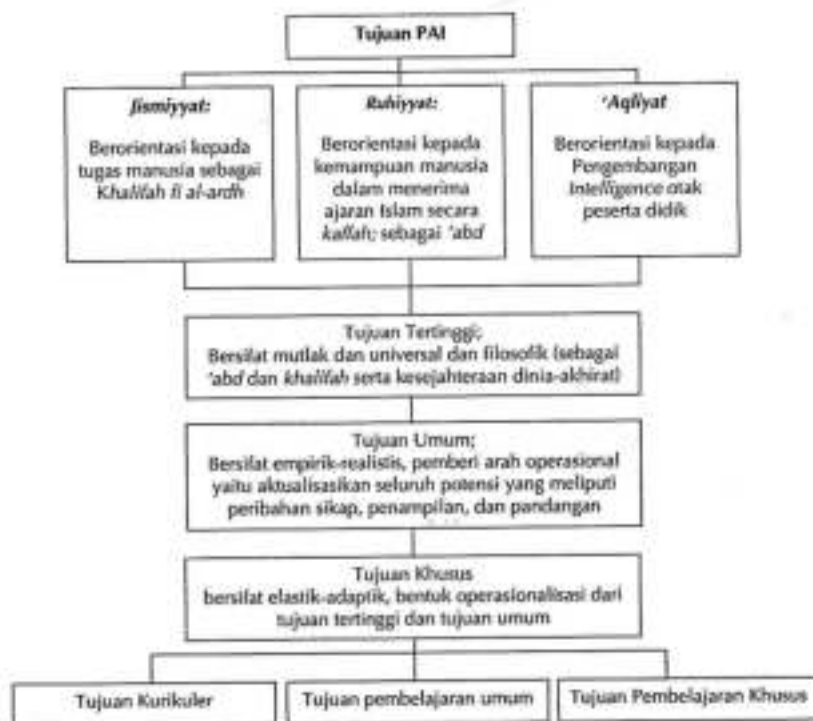 Tujuan PAI
Jismiyyat:
Berorientasi kepada
tugas manusia sebagai
Khalifah fi al-ardh
Ruhiyyat:
Berorientasi kepada
kemampuan manusia
dalam menerima
ajaran Islam secara
kaffah; sebagai 'abd
'Aqliyat
Berorientasi kepada
Pengembangan
Intelligence otak
peserta didik
Tujuan Tertinggi;
Bersifat mutlak dan universal dan filosofik (sebagai
'abd dan khalifah serta kesejahteraan dinia-akhirat)
Tujuan Umum;
Bersifat empirik-realistis, pemberi arah operasional
yaitu aktualisasikan seluruh potensi yang meliputi
peribahan sikap, penampilan, dan pandangan
Tujuan Khusus
bersifat elastik-adaptik, bentuk operasionalisasi dari
tujuan tertinggi dan tujuan umum
Tujuan Kurikuler
Tujuan pembelajaran umum
Tujuan Pembelajaran Khusus